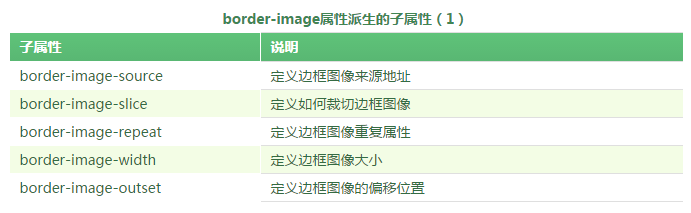 border-image属性派生的子属性（1）
子属性 说明
border-image-source 定义边框图像来源地址
border-image-slice 定义如何裁切边框图像
border-image-repeat 定义边框图像重复属性
border-image-width 定义边框图像大小
border-image-outset 定义边框图像的偏移位置